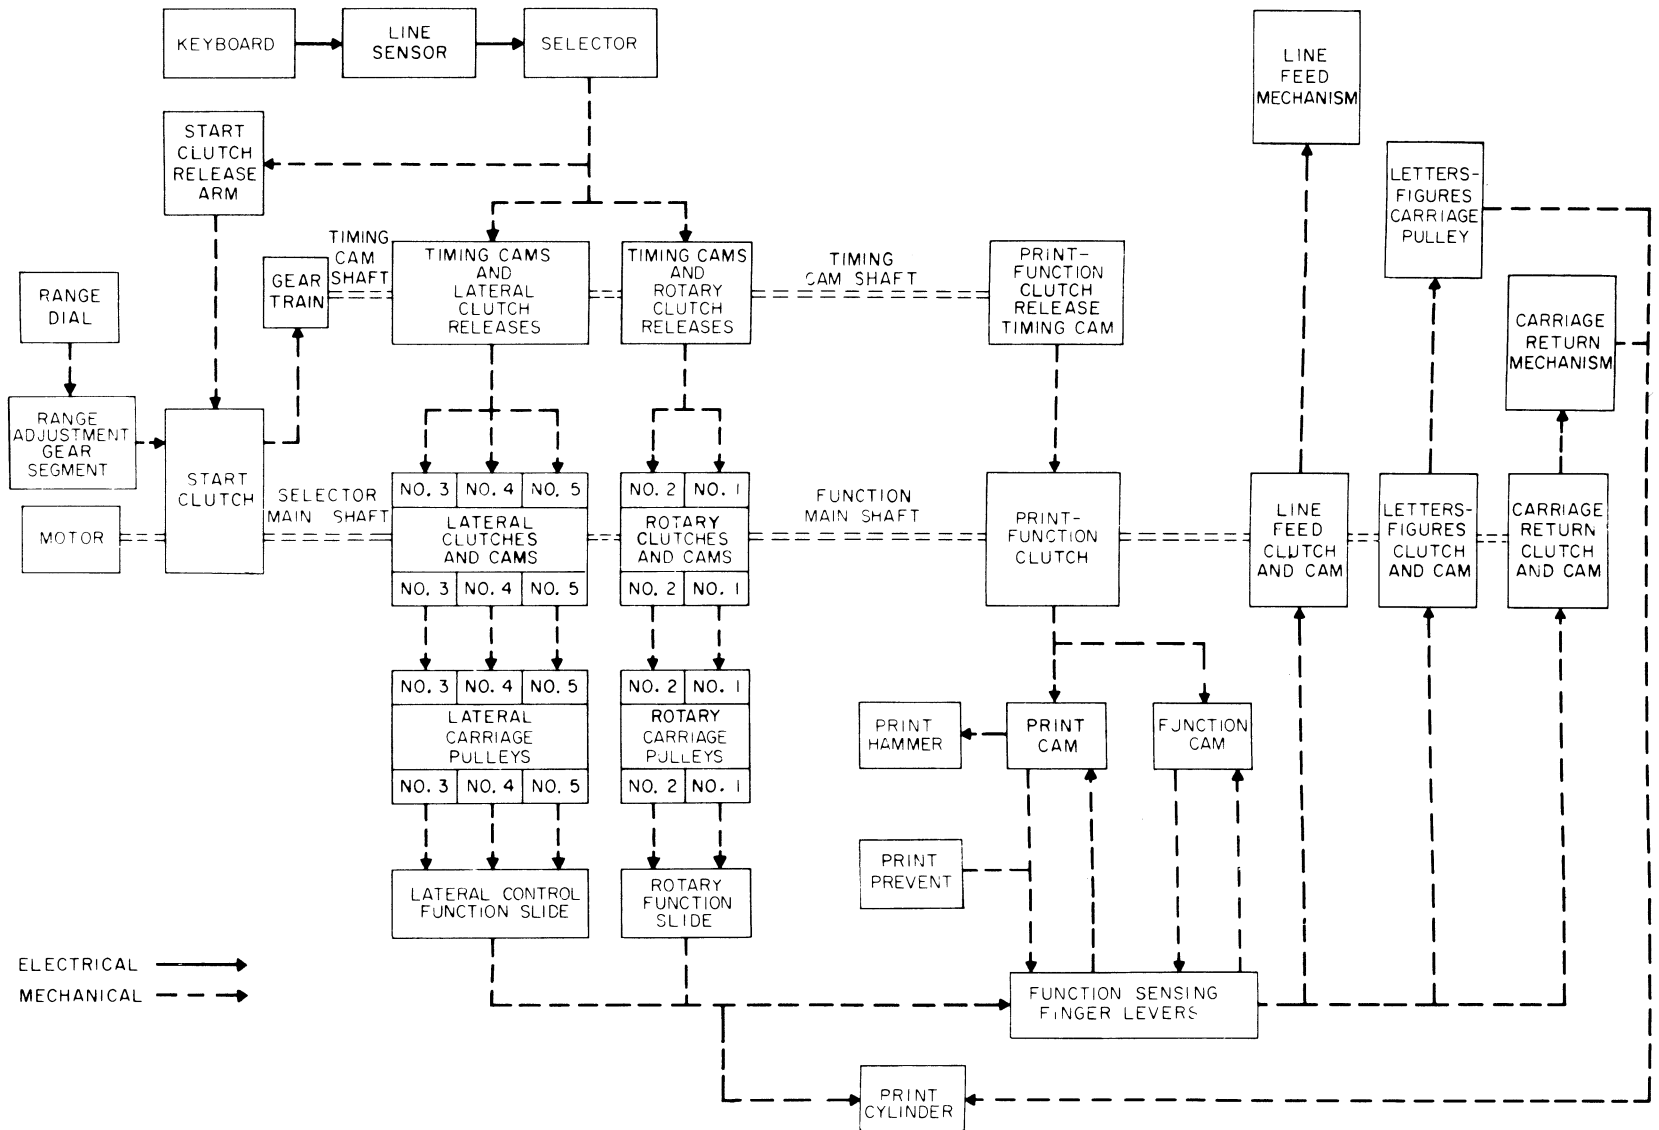 KEYBOARD
LINE
SENSOR
SELECTOR
LINE
FEED
MECHANISM
START
CLUTCH
RELEASE
ARM
LETTERS-
FIGURES
CARRIAGE
PULLEY
TIMING
CAM
SHAFT
GEAR
TRAIN
TIMING CAMS
AND
LATERAL
CLUTCH
RELEASES
TIMING CAMS
AND
ROTARY
CLUTCH
RELEASES
TIMING
CAM SHAFT
PRINT-
FUNCTION
CLUTCH
RELEASE
TIMING CAM
RANGE
DIAL
CARRIAGE
RETURN
MECHANISM
RANGE
ADJUSTMENT
GEAR
SEGMENT
START
CLUTCH
MOTOR
SELECTOR
MAIN SHAFT
NO. 3 NO. 4 NO. 5
LATERAL
CLUTCHES
AND CAMS
NO. 3 NO. 4 NO. 5
NO. 2 NO. 1
ROTARY
CLUTCHES
AND CAMS
NO. 2 NO. 1
FUNCTION
MAIN SHAFT
PRINT-
FUNCTION
CLUTCH
LINE
FEED
CLUTCH
AND CAM
LETTERS-
FIGURES
CLUTCH
AND CAM
CARRIAGE
RETURN
CLUTCH
AND CAM
NO. 3 NO. 4 NO. 5
LATERAL
CARRIAGE
PULLEYS
NO. 3 NO. 4 NO. 5
NO. 2 NO. 1
ROTARY
CARRIAGE
PULLEYS
NO. 2 NO. 1
PRINT
HAMMER
PRINT
CAM
FUNCTION
CAM
PRINT
PREVENT
LATERAL CONTROL
FUNCTION SLIDE
ROTARY
FUNCTION
SLIDE
ELECTRICAL
MECHANICAL
FUNCTION SENSING
FINGER LEVERS
PRINT
CYLINDER